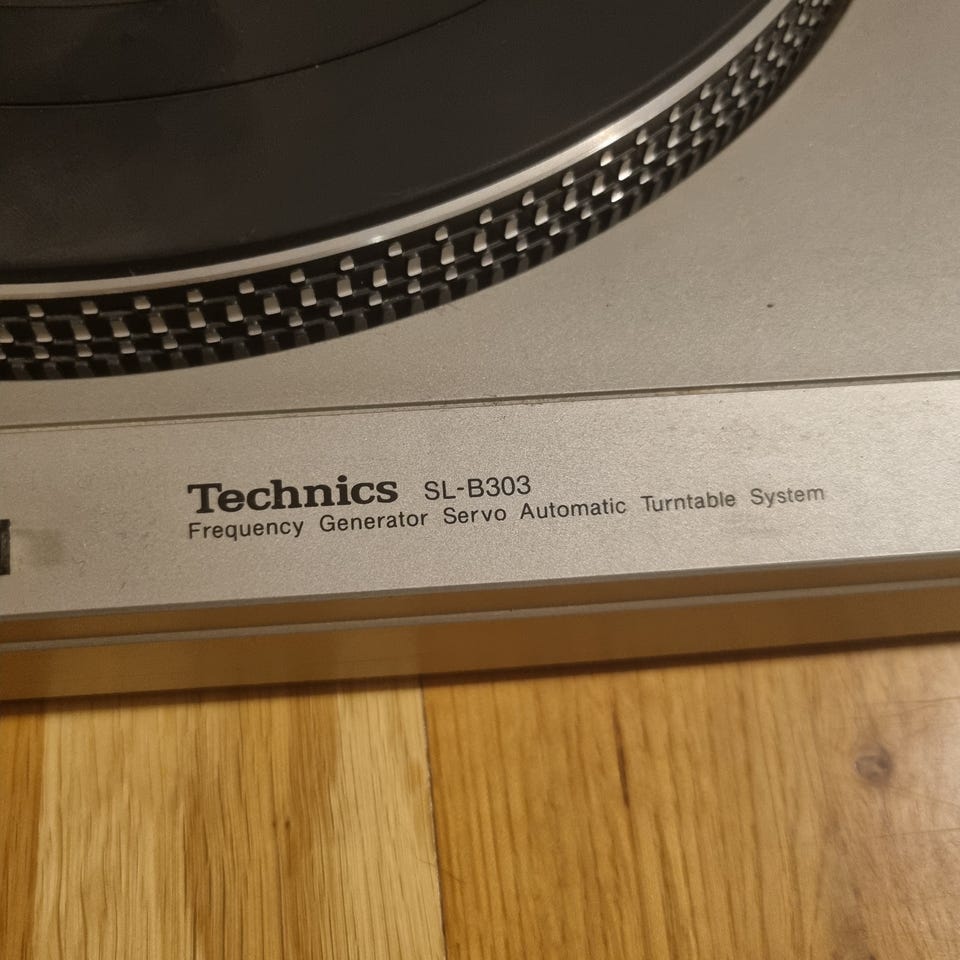 Technics SL-B303
Frequency Generator Servo Automatic Turntable System